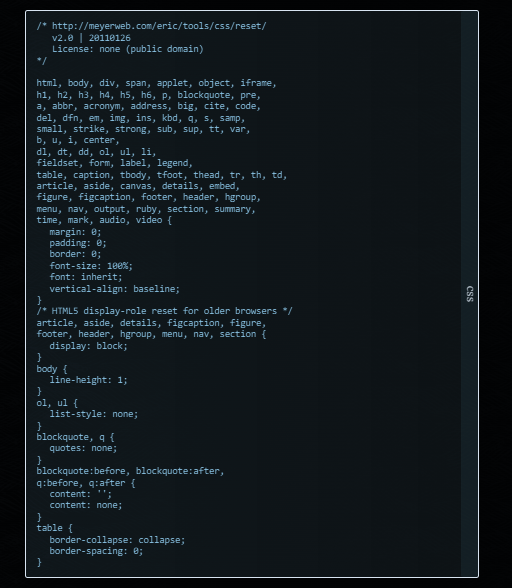 /* http://meyerweb.com/eric/tools/css/reset/
   v2.0 | 20110126
   License: none (public domain)
*/

html, body, div, span, applet, object, iframe,
h1, h2, h3, h4, h5, h6, p, blockquote, pre,
a, abbr, acronym, address, big, cite, code,
del, dfn, em, img, ins, kbd, q, s, samp,
small, strike, strong, sub, sup, tt, var,
b, u, i, center,
dl, dt, dd, ol, ul, li,
fieldset, form, label, legend,
table, caption, tbody, tfoot, thead, tr, th, td,
article, aside, canvas, details, embed,
figure, figcaption, footer, header, hgroup,
menu, nav, output, ruby, section, summary,
time, mark, audio, video {
  margin: 0;
  padding: 0;
  border: 0;
  font-size: 100%;
  font: inherit;
  vertical-align: baseline;
}
/* HTML5 display-role reset for older browsers */
article, aside, details, figcaption, figure,
footer, header, hgroup, menu, nav, section {
  display: block;
}
body {
  line-height: 1;
}
ol, ul {
  list-style: none;
}
blockquote, q {
  quotes: none;
}
blockquote:before, blockquote:after,
q:before, q:after {
  content: '';
  content: none;
}
table {
  border-collapse: collapse;
  border-spacing: 0;
}
CSS